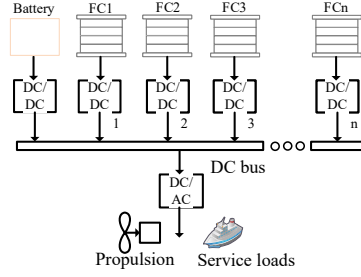 Battery FC1 FC2 FC3 FCn
DC/ DC/ DC/ DC/ DC/
DC DC DC DC DC
1 2 3 n
DC bus
DC/
AC
Propulsion Service loads